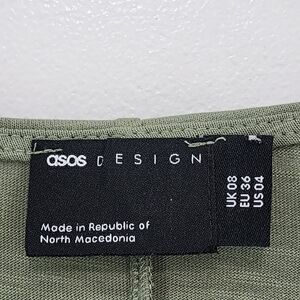 asos DESIGN
Made in Republic of
North Macedonia
UK 08
EU 36
US 04